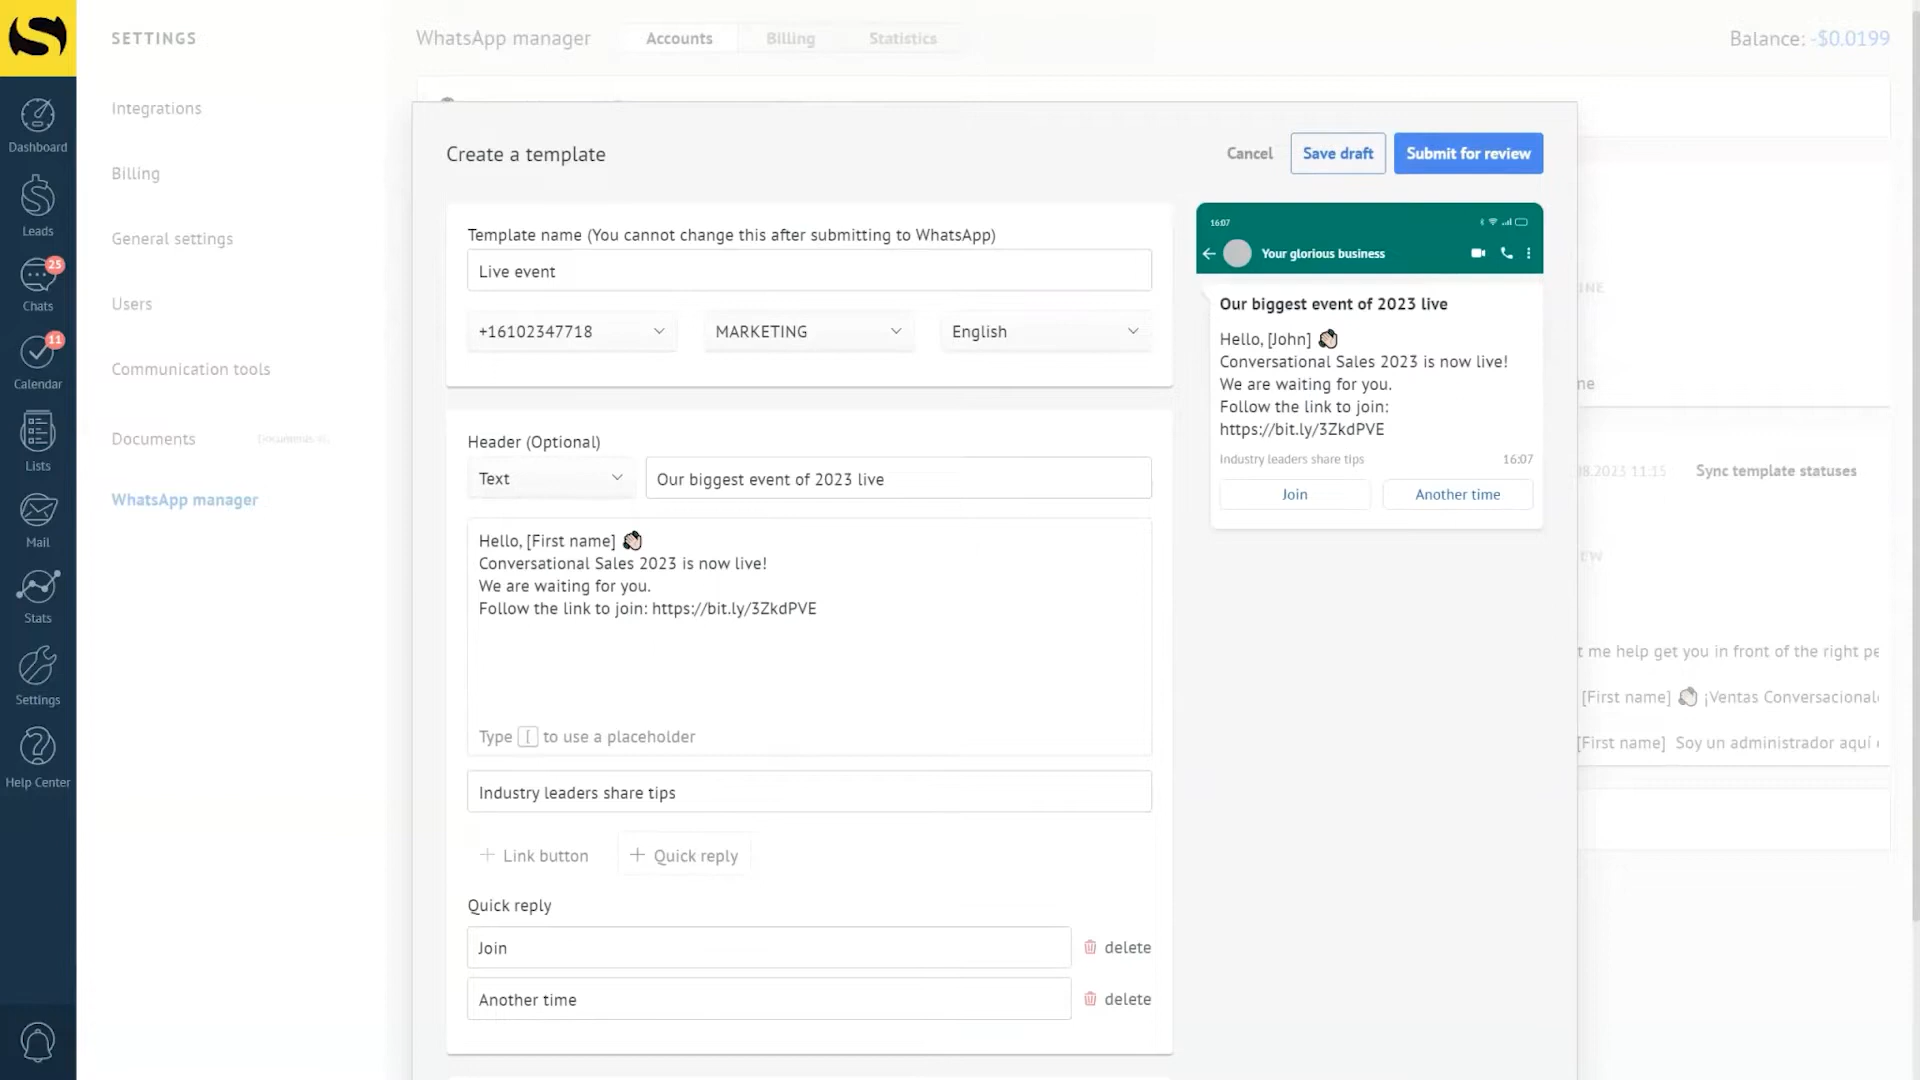 SETTINGS
WhatsApp manager
Accounts
Billing
Statistics
Balance: -$0.0199
Dashboard
Leads
25
Chats
11
Calendar
Lists
Mail
Stats
Settings
Help Center
Integrations
Billing
General settings
Users
Communication tools
Documents
WhatsApp manager
Create a template
Cancel
Save draft
Submit for review
Template name (You cannot change this after submitting to WhatsApp)
Live event
+16102347718
MARKETING
English
Header (Optional)
Text
Our biggest event of 2023 live
Hello, [First name] 👋🏻
Conversational Sales 2023 is now live!
We are waiting for you.
Follow the link to join: https://bit.ly/3ZkdPVE
Type [ to use a placeholder
Industry leaders share tips
+ Link button
+ Quick reply
Quick reply
Join
delete
Another time
delete
16:07
Your glorious business
Our biggest event of 2023 live
Hello, [John] 👋🏻
Conversational Sales 2023 is now live!
We are waiting for you.
Follow the link to join:
https://bit.ly/3ZkdPVE
Industry leaders share tips
16:07
Join
Another time
.2023 11:15
Sync template statuses
t me help get you in front of the right pe
[First name] 👋🏻 ¡Ventas Conversacional
[First name] Soy un administrador aquí